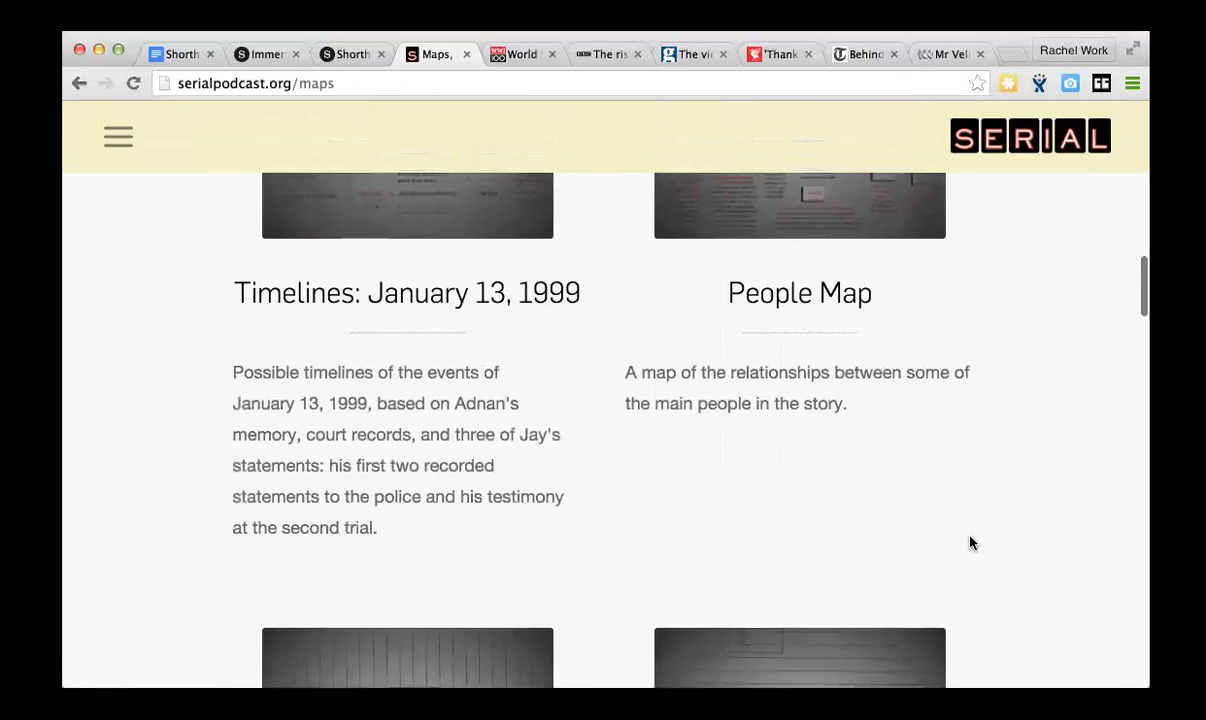 Shorth
Immer
Shorth
Maps,
World
The ris
The vi
'Thank
Behind
Mr Vel
Rachel Work
serialpodcast.org/maps
SERIAL
Timelines: January 13, 1999
People Map
Possible timelines of the events of
January 13, 1999, based on Adnan's
memory, court records, and three of Jay's
statements: his first two recorded
statements to the police and his testimony
at the second trial.
A map of the relationships between some of
the main people in the story.